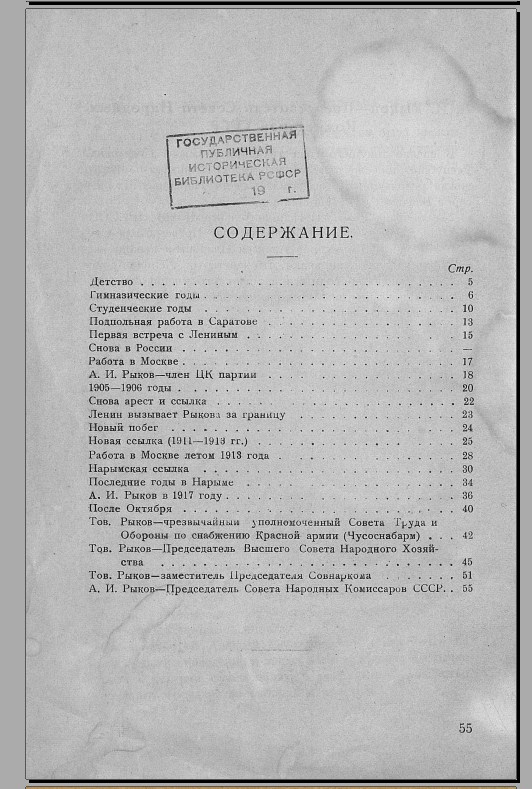 ГОСУДАРСТВЕННАЯ
ПУБЛИЧНАЯ
ИСТОРИЧЕСКАЯ
БИБЛИОТЕКА РСФСР
19 г.
СОДЕРЖАНИЕ.
Стр.
Детство . . . . . . . . . . 5
Гимназические годы . . . . . . . . . . 6
Студенческие годы . . . . . . . . . . 10
Подпольная работа в Саратове . . . . . . . . . . 13
Первая встреча с Лениным . . . . . . . . . . 15
Снова в России . . . . . . . . . . —
Работа в Москве . . . . . . . . . . 17
А. И. Рыков—член ЦК партии . . . . . . . . . . 18
1905—1906 годы . . . . . . . . . . 20
Снова арест и ссылка . . . . . . . . . . 22
Ленин вызывает Рыкова за границу . . . . . . . . . . 23
Новый побег . . . . . . . . . . 24
Новая ссылка (1911—1913 гг.) . . . . . . . . . . 25
Работа в Москве летом 1913 года . . . . . . . . . . 28
Нарымская ссылка . . . . . . . . . . 30
Последние годы в Нарыме . . . . . . . . . . 34
А. И. Рыков в 1917 году . . . . . . . . . . 36
После Октября . . . . . . . . . . 40
Тов. Рыков—чрезвычайный уполномоченный Совета Труда и
Обороны по снабжению Красной армии (Чусоснабарм) . . . 42
Тов. Рыков—Председатель Высшего Совета Народного Хозяй-
ства . . . . . . . . . . 45
Тов. Рыков—заместитель Председателя Совнаркома . . . . . 51
А. И. Рыков—Председатель Совета Народных Комиссаров СССР. . 55
55